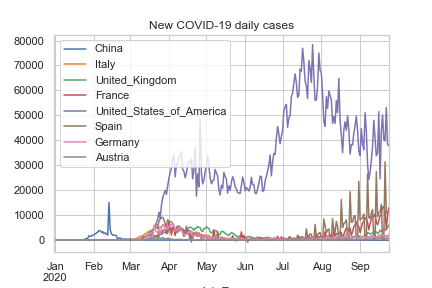 New COVID-19 daily cases
80000
70000
60000
50000
40000
30000
20000
10000
0
China
Italy
United_Kingdom
France
United_States_of_America
Spain
Germany
Austria
Jan Feb Mar Apr May Jun Jul Aug Sep
2020